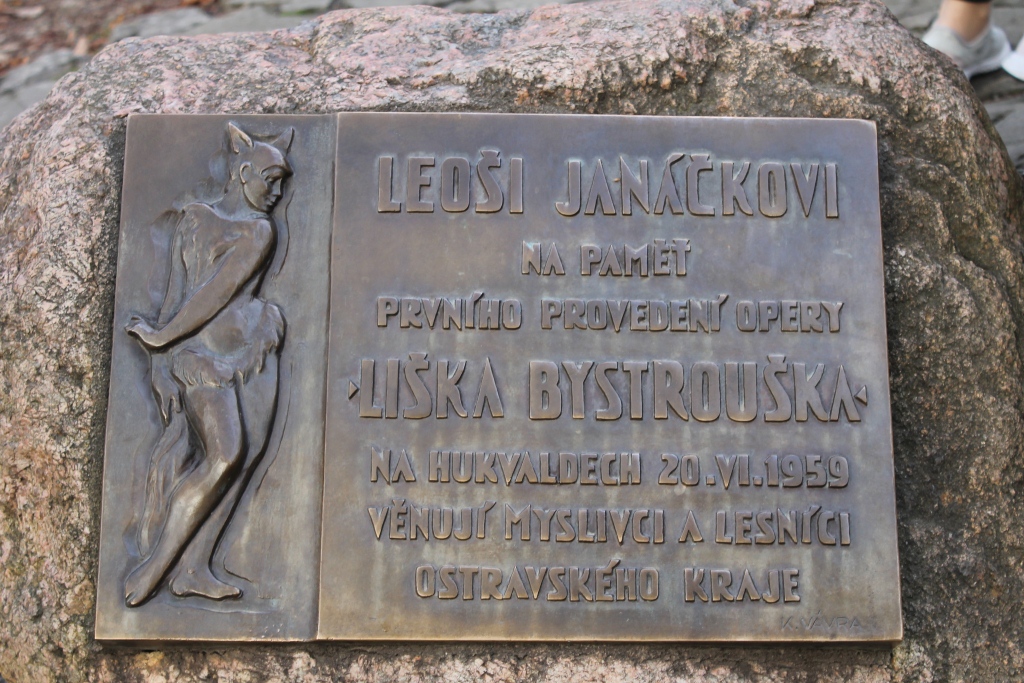 LEOŠI JANÁČKOVI
NA PAMĚŤ
PRVNÍHO PROVEDENÍ OPERY
›LIŠKA BYSTROUŠKA‹
NA HUKVALDECH 20.VI.1959
VĚNUJÍ MYSLIVCI A LESNÍCI
OSTRAVSKÉHO KRAJE
K. VÁVRA